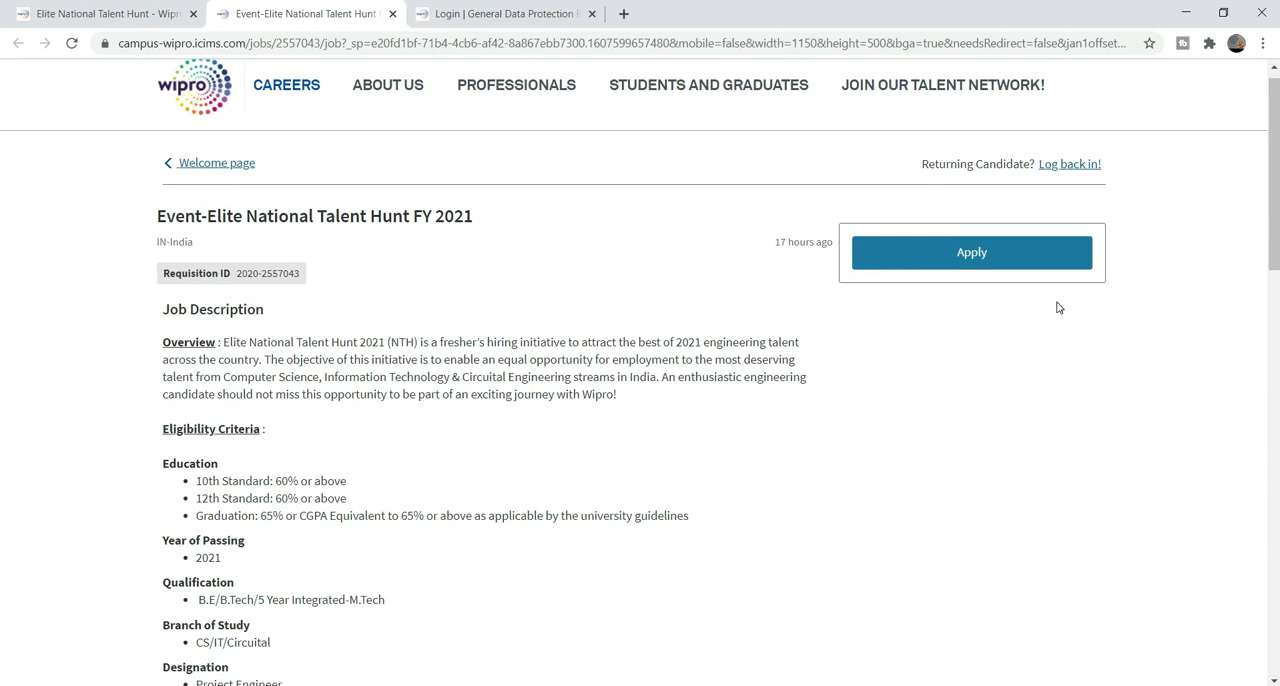 Elite National Talent Hunt - Wipr
Event-Elite National Talent Hunt
Login | General Data Protection
campus-wipro.icims.com/jobs/2557043/job?_sp=e20fd1bf-71b4-4cb6-af42-8a867ebb7300.1607599657480&mobile=false&width=1150&height=500&bga=true&needsRedirect=false&jan1offset...
wipro CAREERS ABOUT US PROFESSIONALS STUDENTS AND GRADUATES JOIN OUR TALENT NETWORK!
Welcome page Returning Candidate? Log back in!
Event-Elite National Talent Hunt FY 2021
IN-India 17 hours ago Apply
Requisition ID 2020-2557043
Job Description
Overview : Elite National Talent Hunt 2021 (NTH) is a fresher's hiring initiative to attract the best of 2021 engineering talent
across the country. The objective of this initiative is to enable an equal opportunity for employment to the most deserving
talent from Computer Science, Information Technology & Circuital Engineering streams in India. An enthusiastic engineering
candidate should not miss this opportunity to be part of an exciting journey with Wipro!
Eligibility Criteria :
Education
• 10th Standard: 60% or above
• 12th Standard: 60% or above
• Graduation: 65% or CGPA Equivalent to 65% or above as applicable by the university guidelines
Year of Passing
• 2021
Qualification
• B.E/B.Tech/5 Year Integrated-M.Tech
Branch of Study
• CS/IT/Circuital
Designation
• Project Engineer